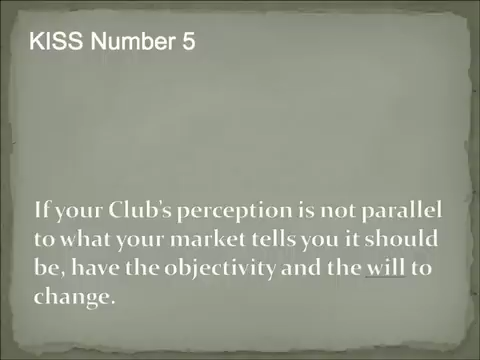 KISS Number 5
If your Club's perception is not parallel
to what your market tells you it should
be, have the objectivity and the will to
change.